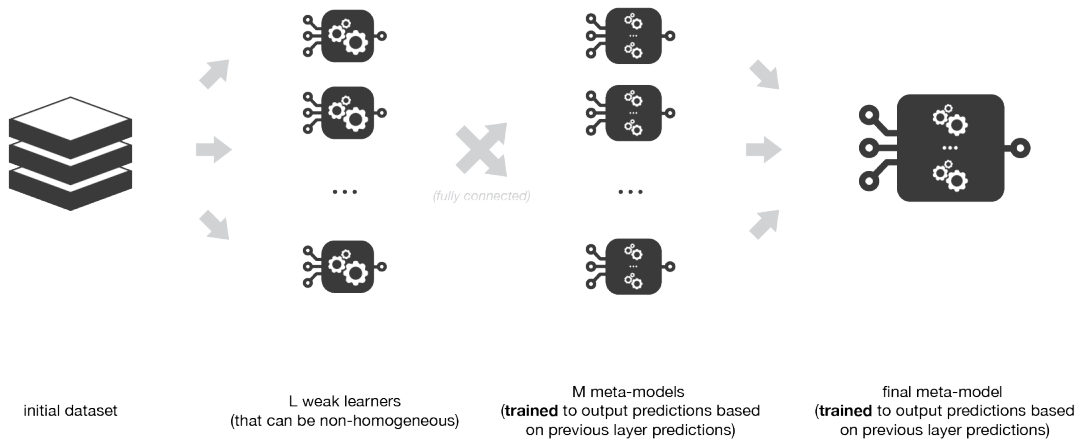 (fully connected)
initial dataset
L weak learners
(that can be non-homogeneous)
M meta-models
(trained to output predictions based
on previous layer predictions)
final meta-model
(trained to output predictions based
on previous layer predictions)